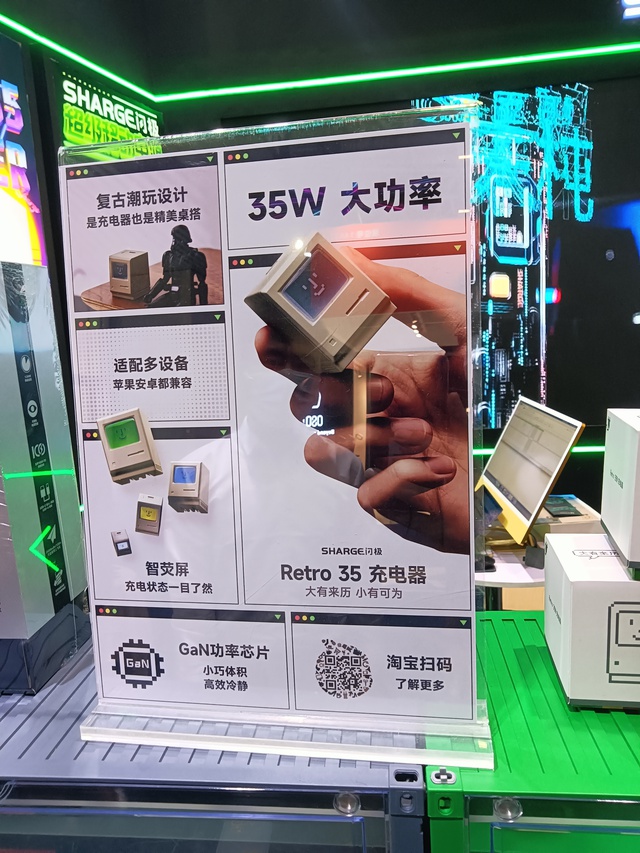 SHARGE闪极
复古潮玩设计
是充电器也是精美桌搭
35W 大功率
适配多设备
苹果安卓都兼容
智荧屏
充电状态一目了然
SHARGE闪极
Retro 35 充电器
大有来历 小有可为
GaN
GaN功率芯片
小巧体积
高效冷静
淘宝扫码
了解更多